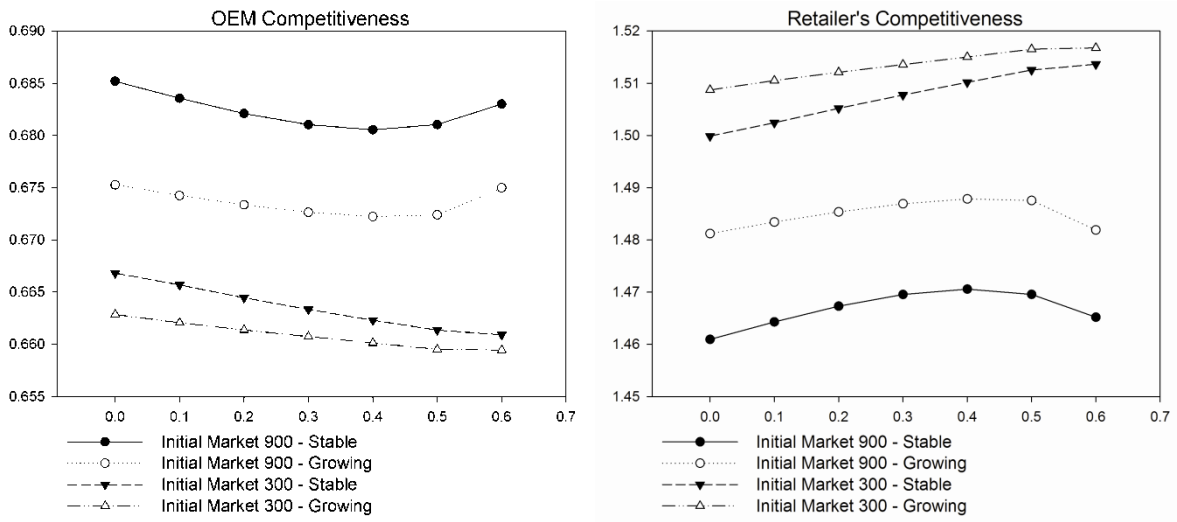 OEM Competitiveness
0.690
0.685
0.680
0.675
0.670
0.665
0.660
0.655
0.0 0.1 0.2 0.3 0.4 0.5 0.6 0.7
Initial Market 900 - Stable
Initial Market 900 - Growing
Initial Market 300 - Stable
Initial Market 300 - Growing
Retailer's Competitiveness
1.52
1.51
1.50
1.49
1.48
1.47
1.46
1.45
0.0 0.1 0.2 0.3 0.4 0.5 0.6 0.7
Initial Market 900 - Stable
Initial Market 900 - Growing
Initial Market 300 - Stable
Initial Market 300 - Growing